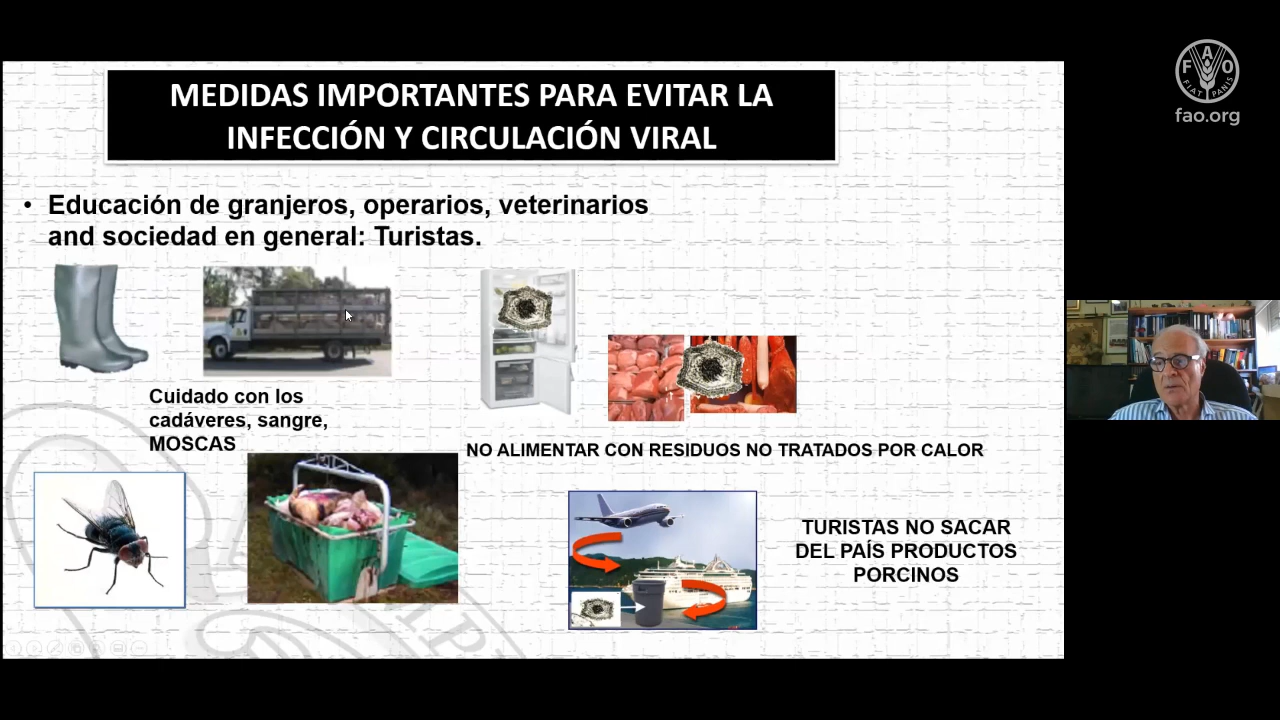 MEDIDAS IMPORTANTES PARA EVITAR LA
INFECCIÓN Y CIRCULACIÓN VIRAL
• Educación de granjeros, operarios, veterinarios
and sociedad en general: Turistas.
Cuidado con los
cadáveres, sangre,
MOSCAS
NO ALIMENTAR CON RESIDUOS NO TRATADOS POR CALOR
TURISTAS NO SACAR
DEL PAÍS PRODUCTOS
PORCINOS
FAO
FIAT PANIS
fao.org